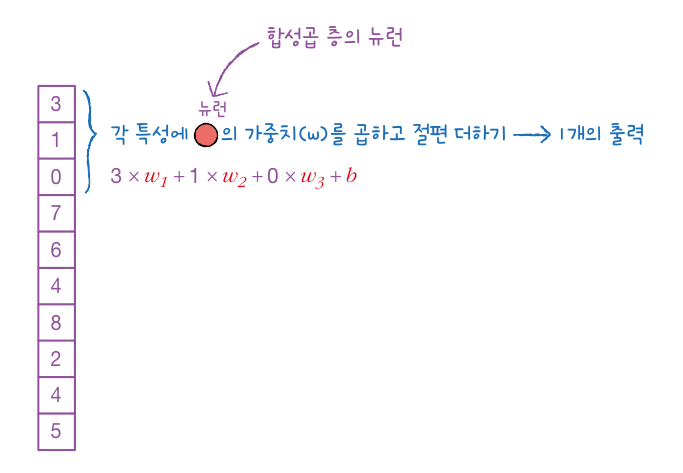 합성곱 층의 뉴런
뉴런
각 특성에 의 가중치(w)를 곱하고 절편 더하기 → 1개의 출력
3 × w₁ + 1 × w₂ + 0 × w₃ + b
3
1
0
7
6
4
8
2
4
5